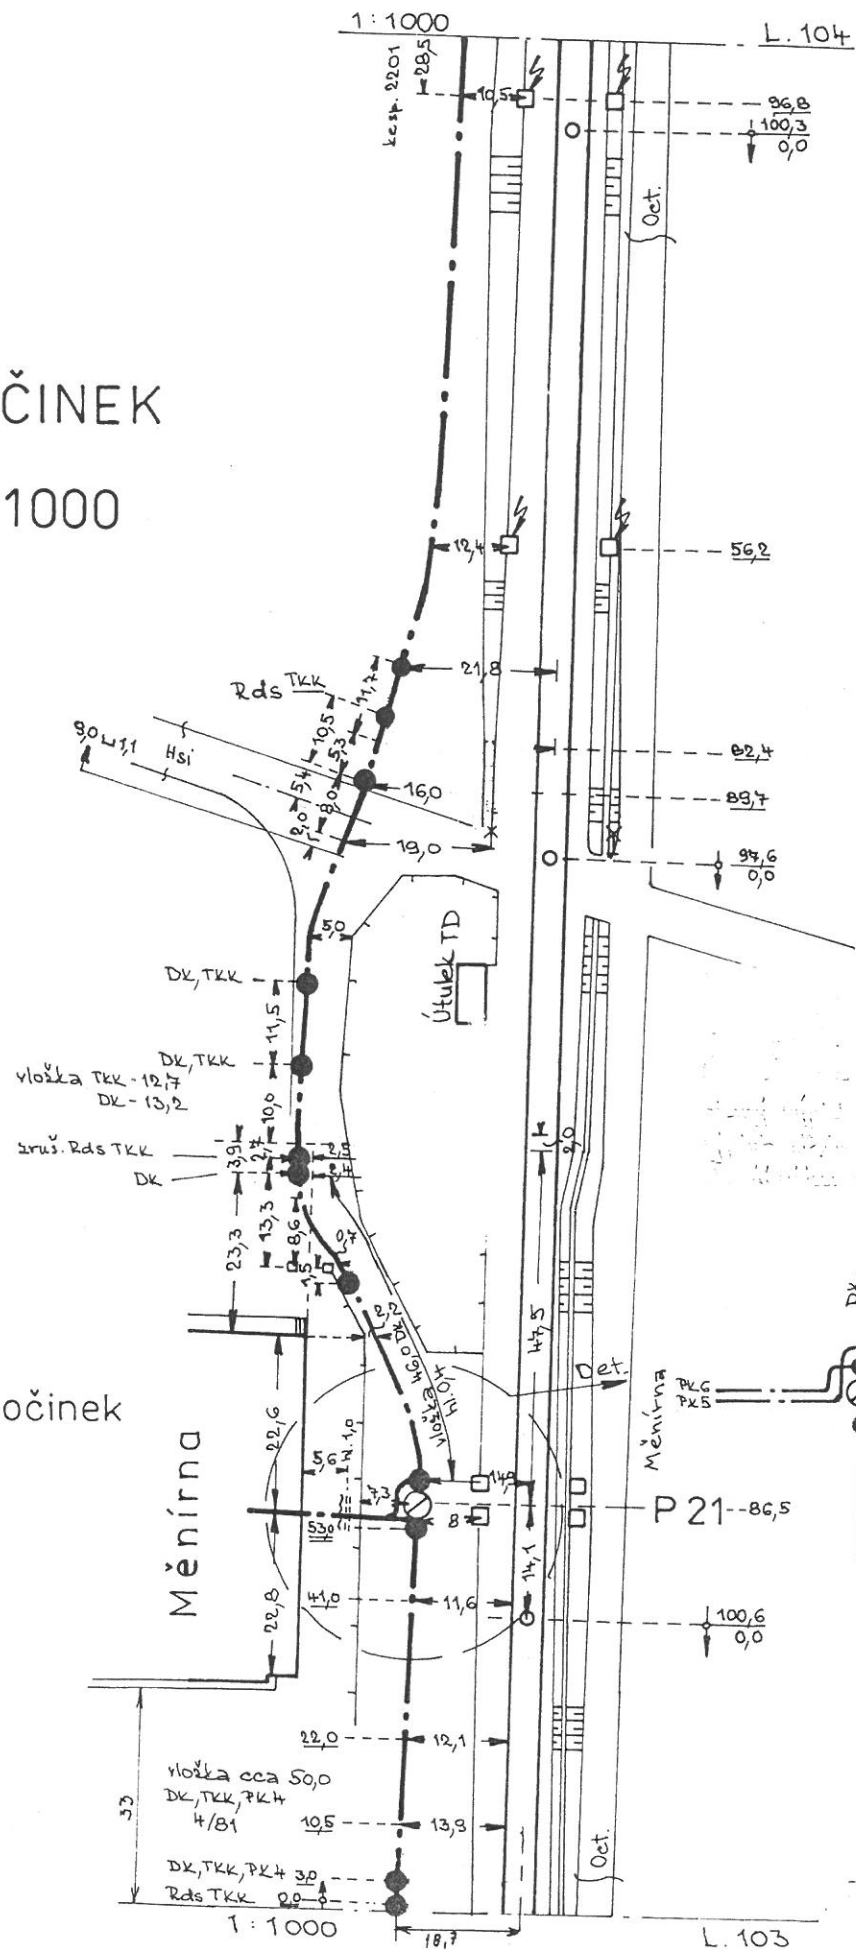 1:1000
L. 104
kesp. 2201
28,5
10,5
96,8
100,3
0,0
Oct.
ČINEK
1000
12,4
56,2
Rds TKK
11,7
21,8
10,5
5,3
9,0
1,1
Hsi
5,4
8,0
2,0
16,0
82,4
89,7
19,0
97,6
0,0
5,0
Útulek TD
DK, TKK
11,5
DK, TKK
vložka TKK - 12,7
DK - 13,2
10,0
zruš. Rds TKK
3,9
2,7
DK
2,0
13,3
8,6
23,3
0,7
1,5
2,2
vložka 46,0 DK
hl. 0,4
47,5
Det.
DK
PK6
PK5
Měnírna
očinek
Měnírna
22,6
5,6
hl. 1,0
7,3
14,0
8
P 21 - - 86,5
53,0
14,1
41,0
11,6
100,6
0,0
22,8
22,0
12,1
vložka cca 50,0
DK, TKK, PK4
4/81
10,5
13,9
33
Oct.
DK, TKK, PK4 3,0
Rds TKK 0,0
1:1000
18,7
L. 103